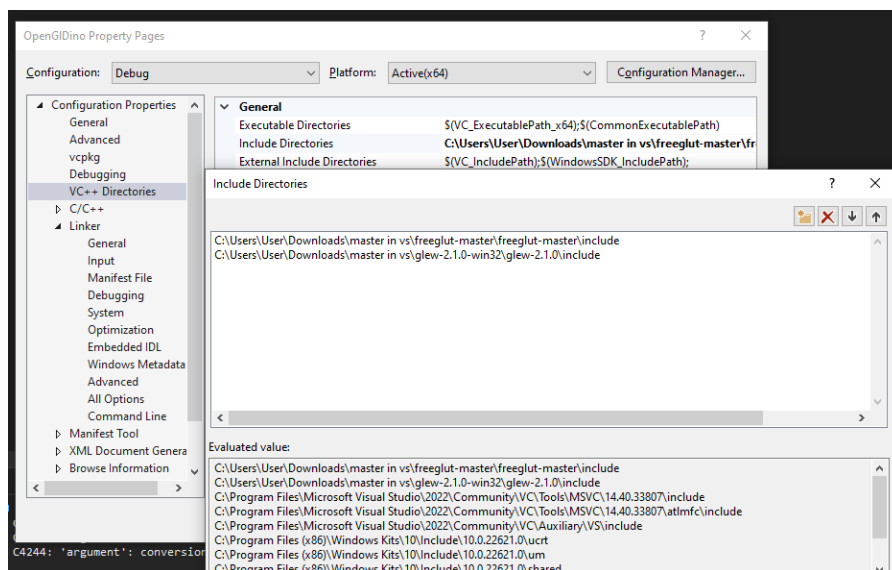 OpenGlDino Property Pages ? ×
Configuration: Debug Platform: Active(x64) Configuration Manager...
Configuration Properties
General
Advanced
vcpkg
Debugging
VC++ Directories
C/C++
Linker
General
Input
Manifest File
Debugging
System
Optimization
Embedded IDL
Windows Metadata
Advanced
All Options
Command Line
Manifest Tool
XML Document Genera
Browse Information
General
Executable Directories $(VC_ExecutablePath_x64);$(CommonExecutablePath)
Include Directories C:\Users\User\Downloads\master in vs\freeglut-master\fr
External Include Directories $(VC_IncludePath);$(WindowsSDK_IncludePath);
Include Directories ? ×
C:\Users\User\Downloads\master in vs\freeglut-master\freeglut-master\include
C:\Users\User\Downloads\master in vs\glew-2.1.0-win32\glew-2.1.0\include
Evaluated value:
C:\Users\User\Downloads\master in vs\freeglut-master\freeglut-master\include
C:\Users\User\Downloads\master in vs\glew-2.1.0-win32\glew-2.1.0\include
C:\Program Files\Microsoft Visual Studio\2022\Community\VC\Tools\MSVC\14.40.33807\include
C:\Program Files\Microsoft Visual Studio\2022\Community\VC\Tools\MSVC\14.40.33807\atlmfc\include
C:\Program Files\Microsoft Visual Studio\2022\Community\VC\Auxiliary\VS\include
C:\Program Files (x86)\Windows Kits\10\Include\10.0.22621.0\ucrt
C:\Program Files (x86)\Windows Kits\10\Include\10.0.22621.0\um
C:\Program Files (x86)\Windows Kits\10\Include\10.0.22621.0\shared
C4244: 'argument': conversion